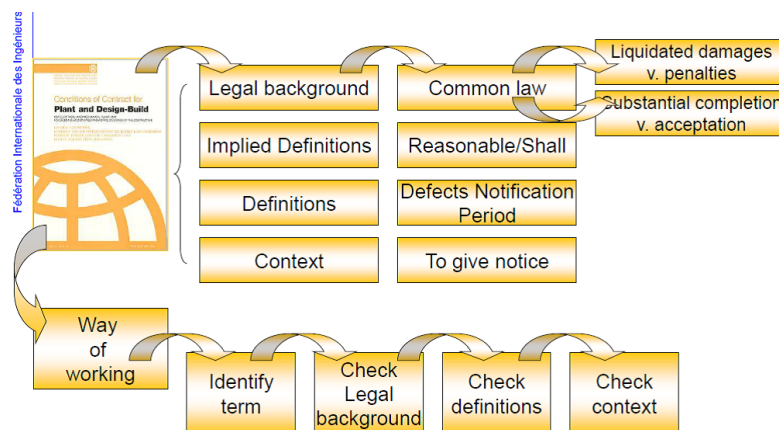 Fédération Internationale des Ingénieurs
Conditions of Contract for
Plant and Design-Build
Legal background
Common law
Liquidated damages
v. penalties
Substantial completion
v. acceptation
Implied Definitions
Reasonable/Shall
Definitions
Defects Notification
Period
Context
To give notice
Way
of
working
Identify
term
Check
Legal
background
Check
definitions
Check
context